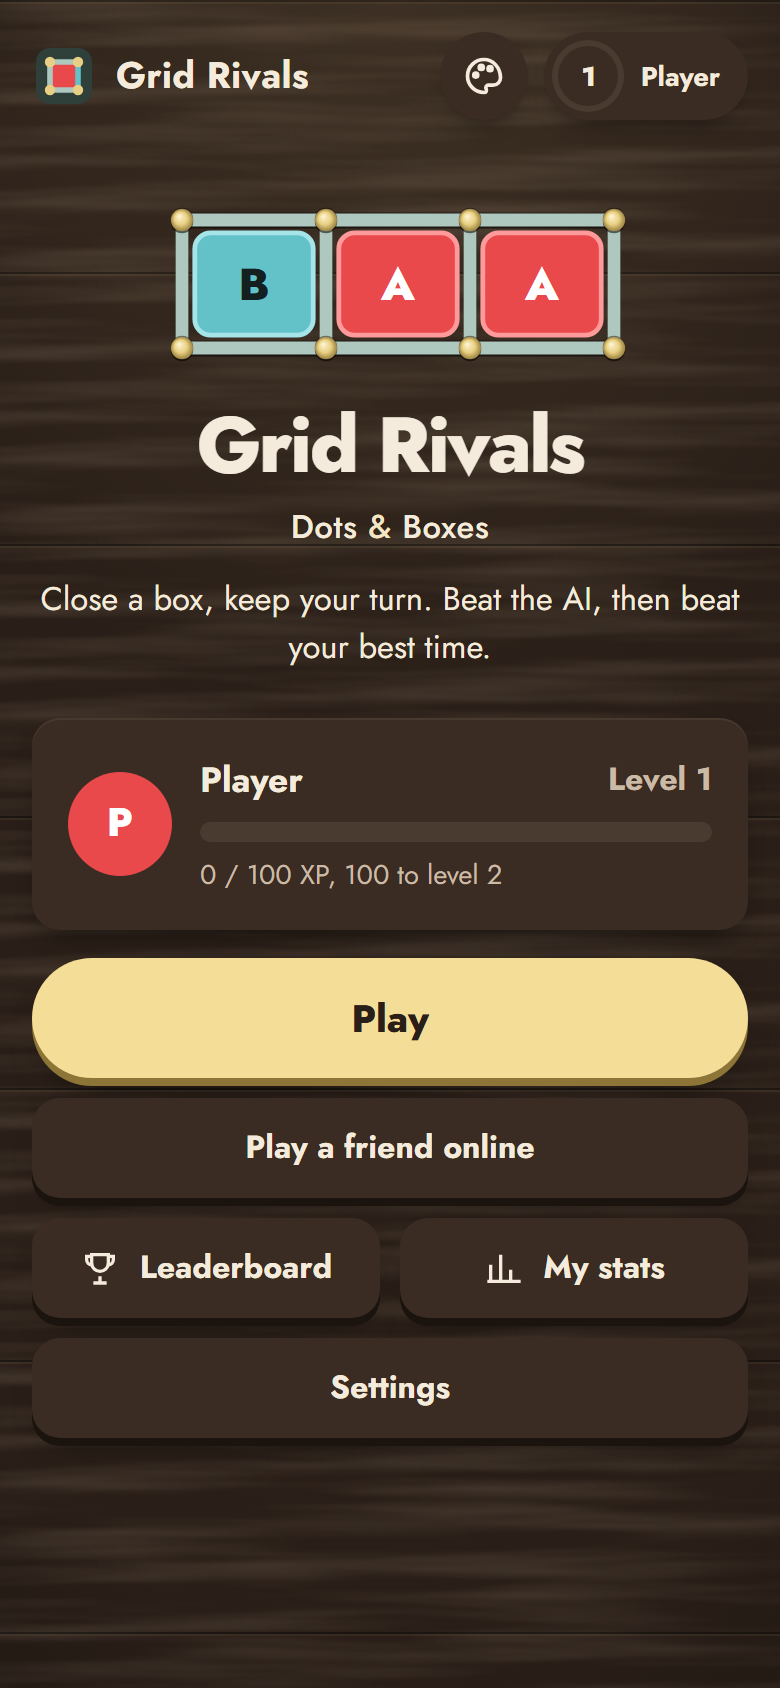 Grid Rivals
1 Player
B A A
Grid Rivals
Dots & Boxes
Close a box, keep your turn. Beat the AI, then beat
your best time.
Player Level 1
P
0 / 100 XP, 100 to level 2
Play
Play a friend online
Leaderboard
My stats
Settings